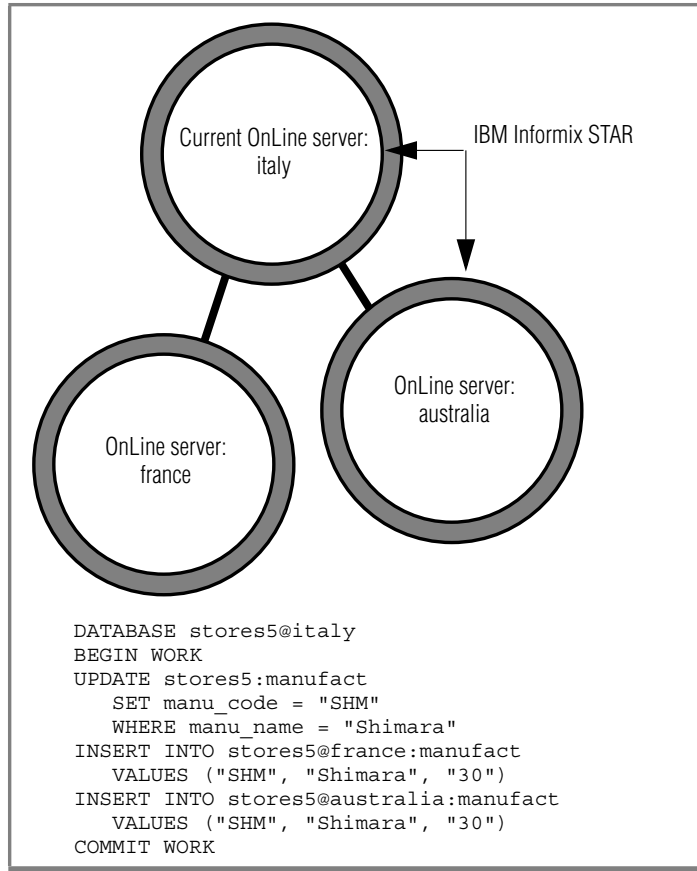 Current OnLine server:
italy
IBM Informix STAR
OnLine server:
australia
OnLine server:
france
DATABASE stores5@italy
BEGIN WORK
UPDATE stores5:manufact
   SET manu_code = "SHM"
   WHERE manu_name = "Shimara"
INSERT INTO stores5@france:manufact
   VALUES ("SHM", "Shimara", "30")
INSERT INTO stores5@australia:manufact
   VALUES ("SHM", "Shimara", "30")
COMMIT WORK